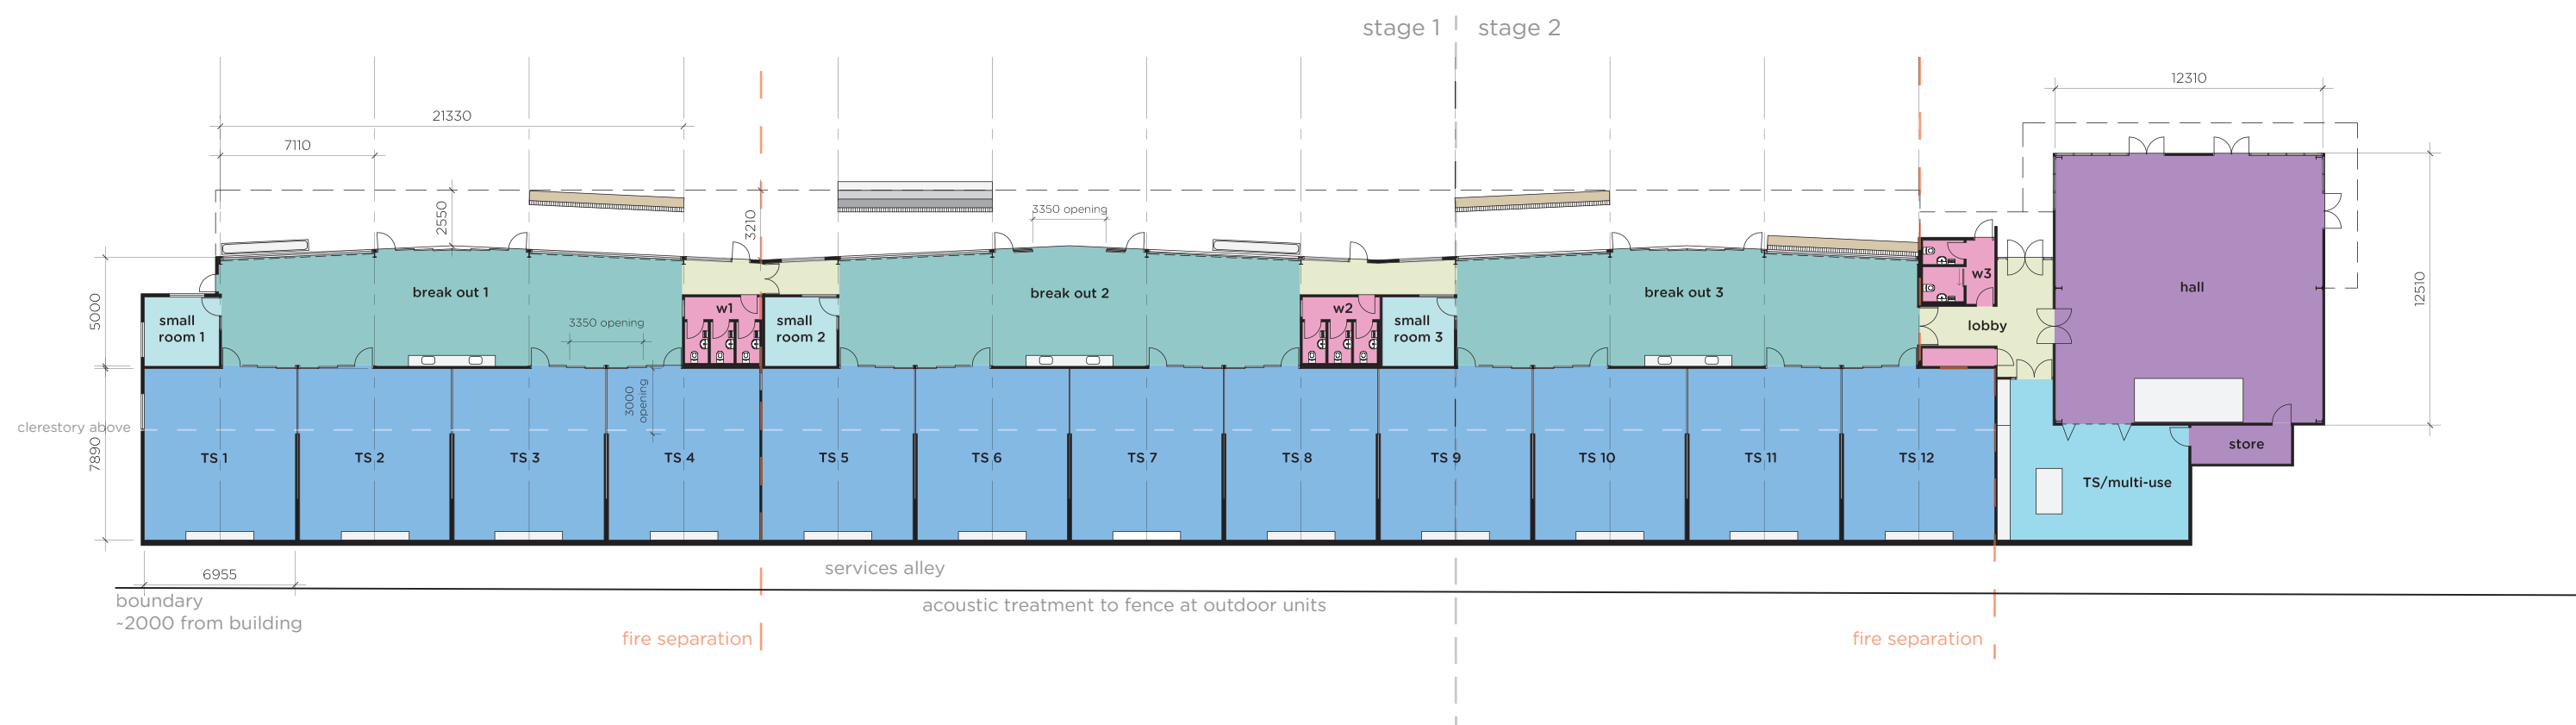 stage 1
stage 2
12310
21330
7110
2550
3210
3350 opening
12510
break out 1
break out 2
break out 3
w3
hall
5000
small
room 1
3350 opening
w1
small
room 2
w2
small
room 3
lobby
3000
opening
clerestory above
7890
TS 1
TS 2
TS 3
TS 4
TS 5
TS 6
TS 7
TS 8
TS 9
TS 10
TS 11
TS 12
store
TS/multi-use
6955
services alley
boundary
~2000 from building
acoustic treatment to fence at outdoor units
fire separation
fire separation